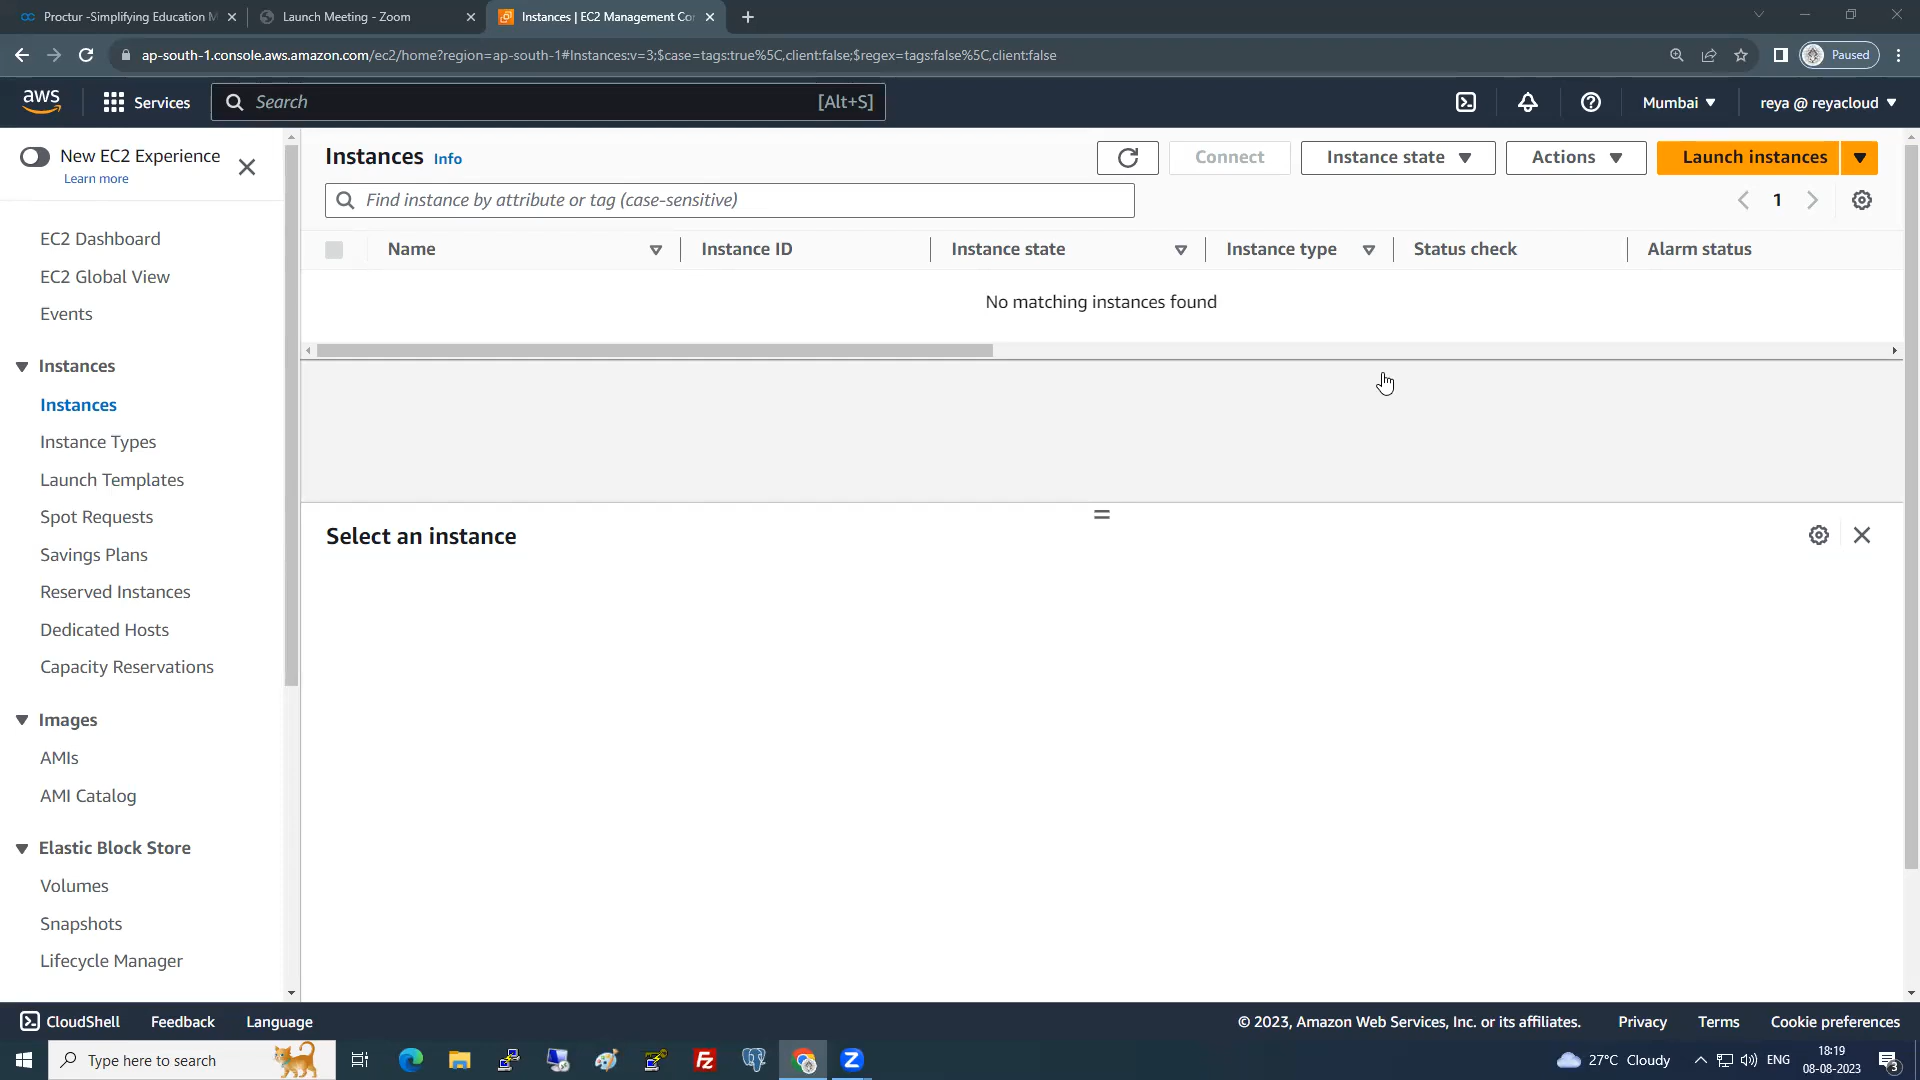 Proctur -Simplifying Education M
Launch Meeting - Zoom
Instances | EC2 Management Co
ap-south-1.console.aws.amazon.com/ec2/home?region=ap-south-1#Instances:v=3;$case=tags:true%5C,client:false;$regex=tags:false%5C,client:false
Paused
aws
Services
Search
[Alt+S]
Mumbai
reya @ reyacloud
New EC2 Experience
Learn more
EC2 Dashboard
EC2 Global View
Events
Instances
Instances
Instance Types
Launch Templates
Spot Requests
Savings Plans
Reserved Instances
Dedicated Hosts
Capacity Reservations
Images
AMIs
AMI Catalog
Elastic Block Store
Volumes
Snapshots
Lifecycle Manager
Instances Info
Connect
Instance state
Actions
Launch instances
Find instance by attribute or tag (case-sensitive)
1
Name
Instance ID
Instance state
Instance type
Status check
Alarm status
No matching instances found
Select an instance
CloudShell
Feedback
Language
© 2023, Amazon Web Services, Inc. or its affiliates.
Privacy
Terms
Cookie preferences
Type here to search
27°C Cloudy
ENG
18:19
08-08-2023
3